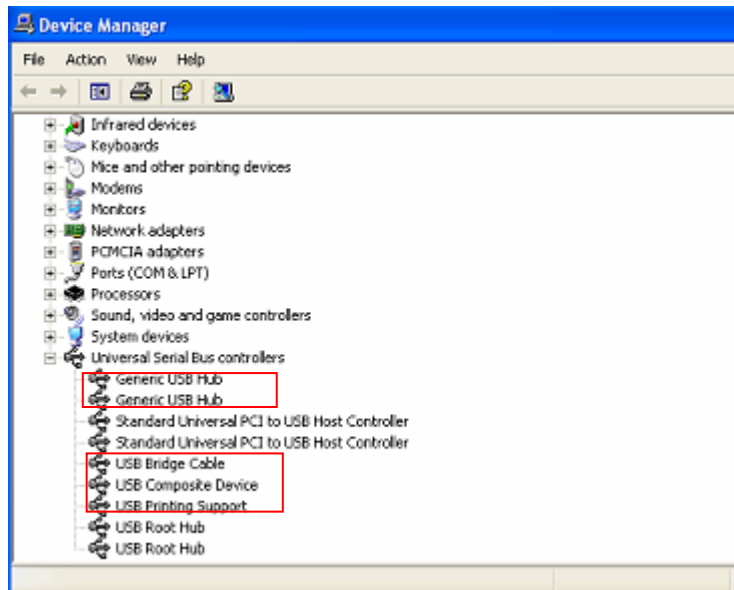 Device Manager
File Action View Help
Infrared devices
Keyboards
Mice and other pointing devices
Modems
Monitors
Network adapters
PCMCIA adapters
Ports (COM & LPT)
Processors
Sound, video and game controllers
System devices
Universal Serial Bus controllers
Generic USB Hub
Generic USB Hub
Standard Universal PCI to USB Host Controller
Standard Universal PCI to USB Host Controller
USB Bridge Cable
USB Composite Device
USB Printing Support
USB Root Hub
USB Root Hub